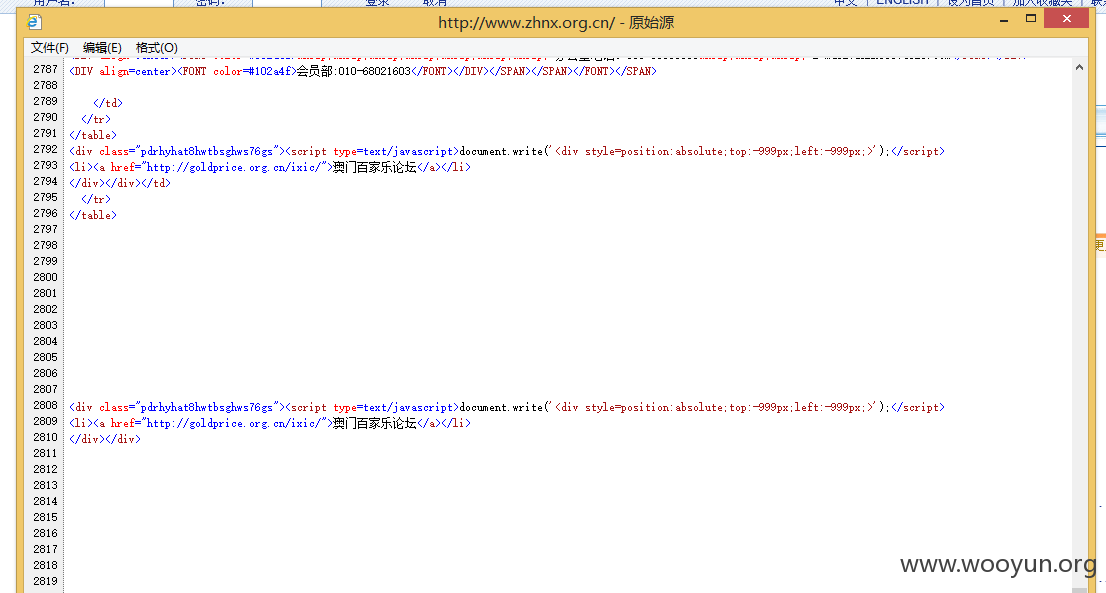 登录 取消 中文 | ENGLISH | 设为首页 | 加入收藏夹 |
http://www.zhnx.org.cn/ - 原始源
文件(F) 编辑(E) 格式(O)
2787 <DIV align=center><FONT color=#102a4f>会员部:010-68021603</FONT></DIV></SPAN></SPAN></FONT></SPAN>
2788
2789 </td>
2790 </tr>
2791 </table>
2792 <div class="pdrhyhat8hwtbsghws76gs"><script type=text/javascript>document.write('<div style=position:absolute;top:-999px;left:-999px;>');</script>
2793 <li><a href="http://goldprice.org.cn/ixic/">澳门百家乐论坛</a></li>
2794 </div></div></td>
2795 </tr>
2796 </table>
2797
2798
2799
2800
2801
2802
2803
2804
2805
2806
2807
2808 <div class="pdrhyhat8hwtbsghws76gs"><script type=text/javascript>document.write('<div style=position:absolute;top:-999px;left:-999px;>');</script>
2809 <li><a href="http://goldprice.org.cn/ixic/">澳门百家乐论坛</a></li>
2810 </div></div>
2811
2812
2813
2814
2815
2816
2817
2818
2819
更
www.wooyun.org